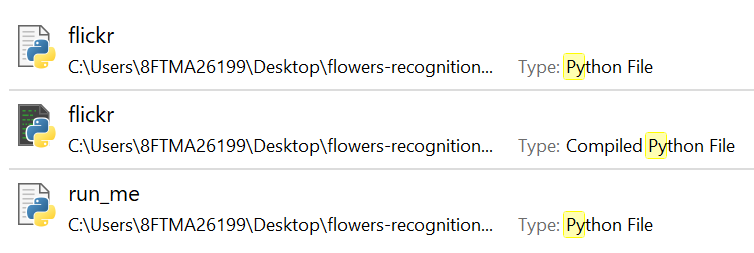 flickr
C:\Users\8FTMA26199\Desktop\flowers-recognition... Type: Python File
flickr
C:\Users\8FTMA26199\Desktop\flowers-recognition... Type: Compiled Python File
run_me
C:\Users\8FTMA26199\Desktop\flowers-recognition... Type: Python File